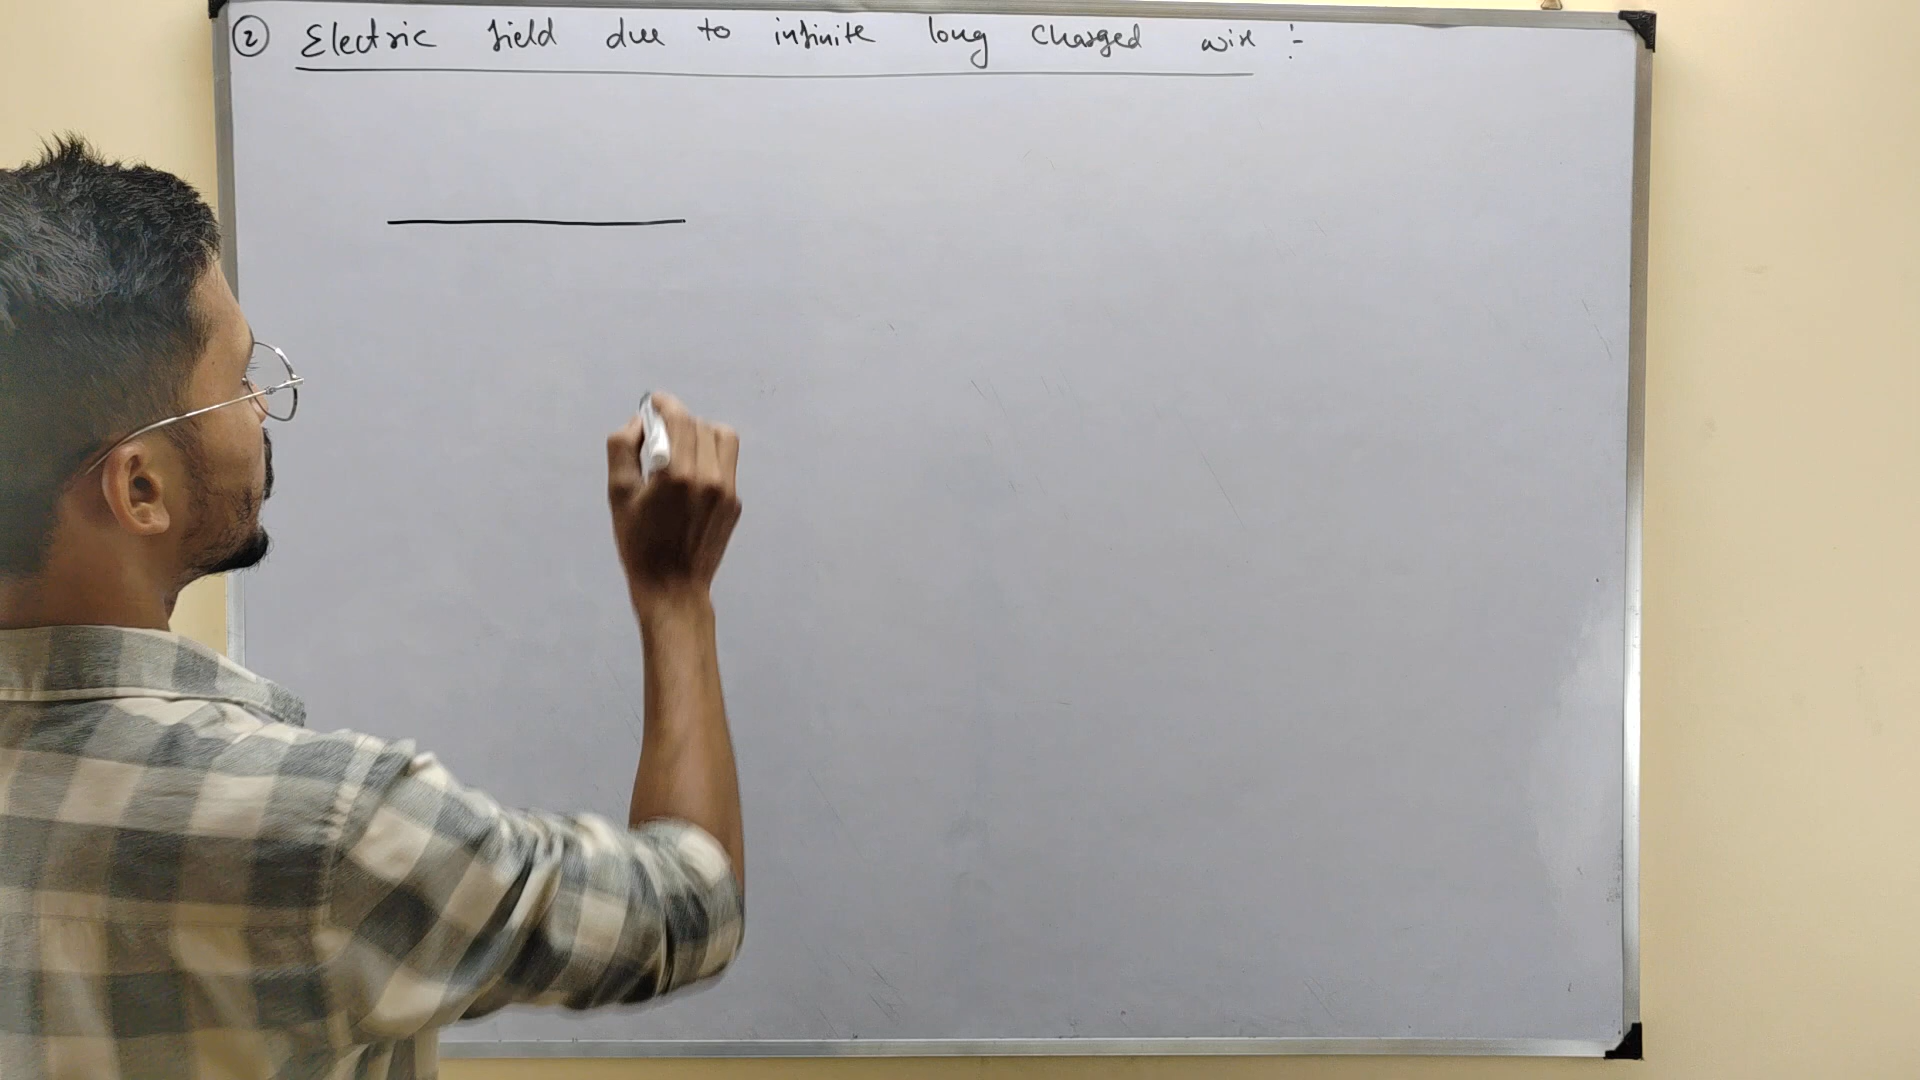 ② Electric field due to infinite long charged wire :-